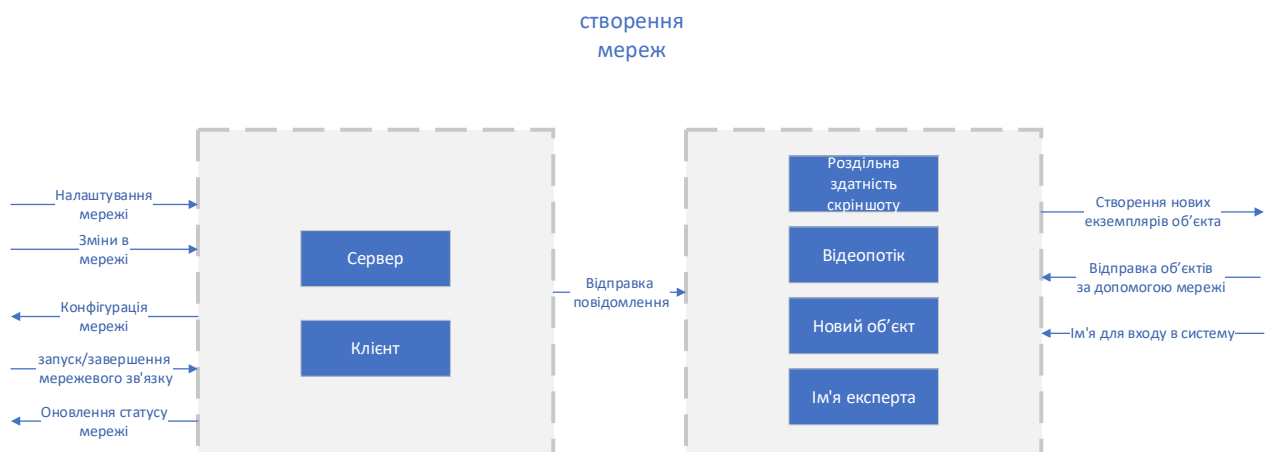 створення
мереж
Налаштування
мережі
Зміни в
мережі
Конфігурація
мережі
запуск/завершення
мережевого зв'язку
Оновлення статусу
мережі
Сервер
Клієнт
Відправка
повідомлення
Роздільна
здатність
скріншоту
Відеопотік
Новий об’єкт
Ім'я експерта
Створення нових
екземплярів об’єкта
Відправка об’єктів
за допомогою мережі
Ім'я для входу в систему